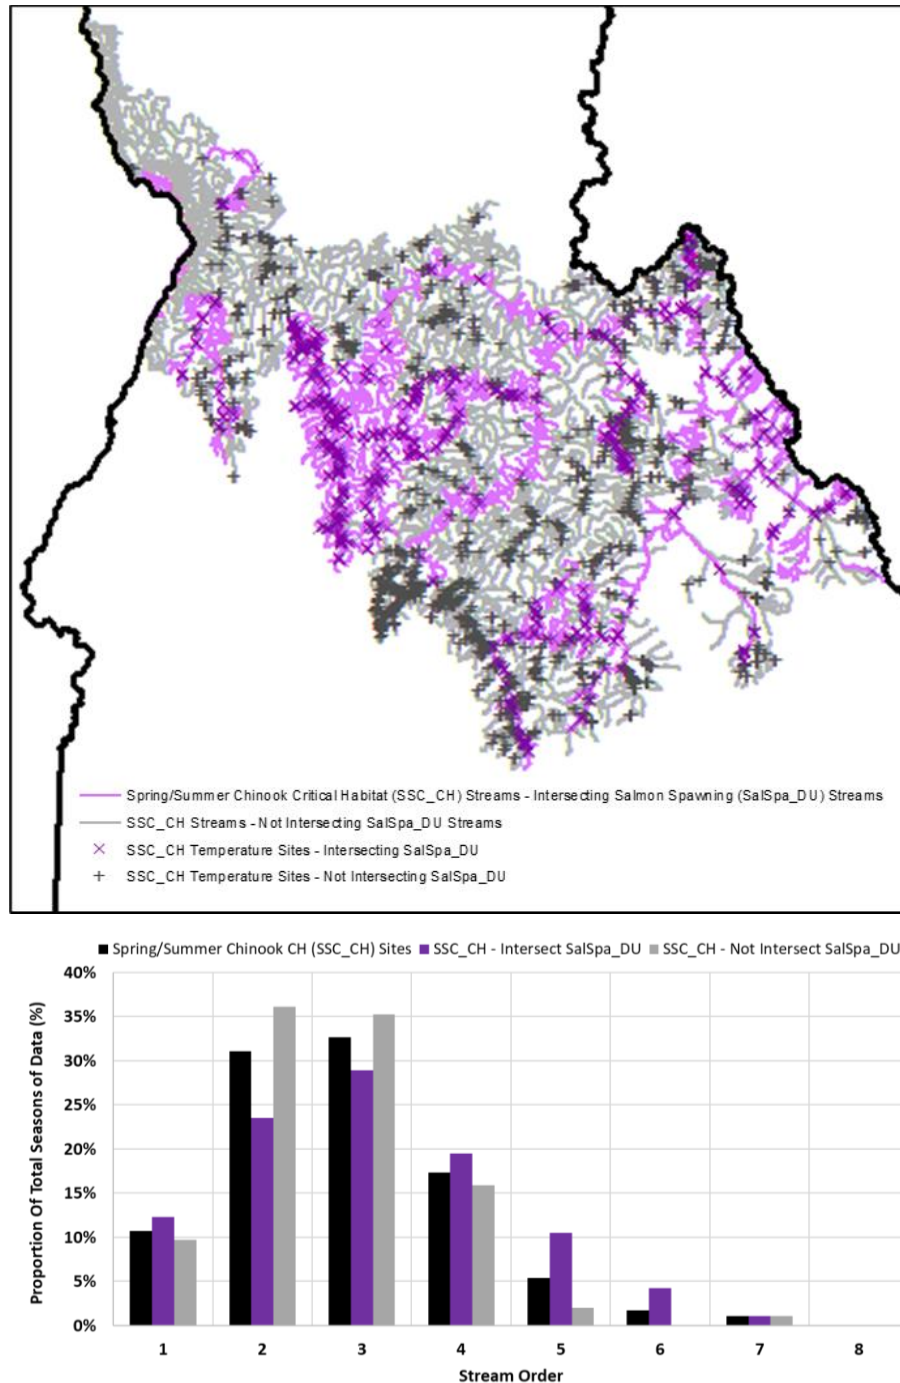 Spring/Summer Chinook Critical Habitat (SSC_CH) Streams - Intersecting Salmon Spawning (SalSpa_DU) Streams
SSC_CH Streams - Not Intersecting SalSpa_DU Streams
SSC_CH Temperature Sites - Intersecting SalSpa_DU
SSC_CH Temperature Sites - Not Intersecting SalSpa_DU
Spring/Summer Chinook CH (SSC_CH) Sites SSC_CH - Intersect SalSpa_DU SSC_CH - Not Intersect SalSpa_DU
Proportion Of Total Seasons of Data (%)
40%
35%
30%
25%
20%
15%
10%
5%
0%
1 2 3 4 5 6 7 8
Stream Order